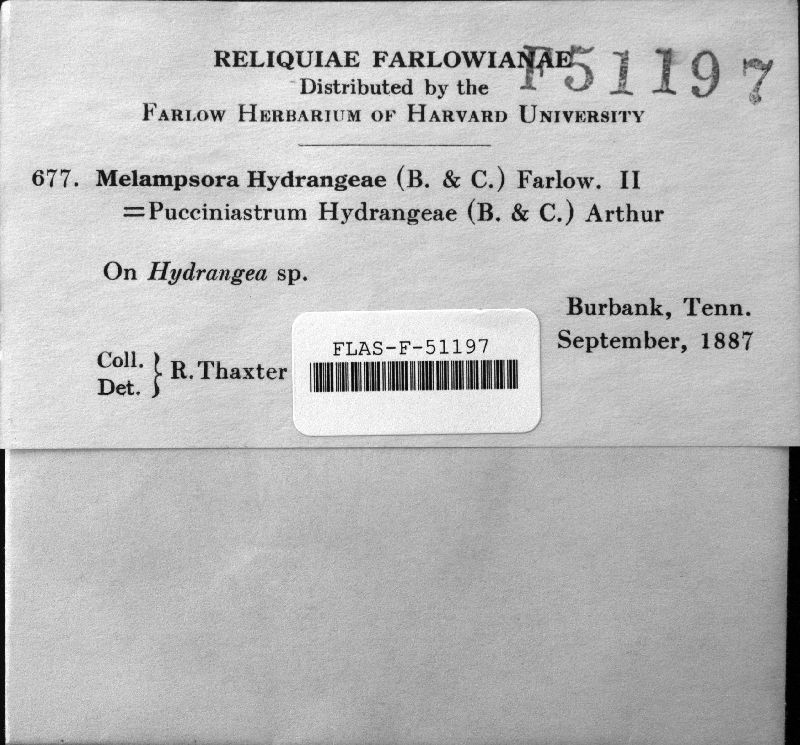 RELIQUIAE FARLOWIANAE
F51197
Distributed by the
FARLOW HERBARIUM OF HARVARD UNIVERSITY
677. Melampsora Hydrangeae (B. & C.) Farlow. II
=Pucciniastrum Hydrangeae (B. & C.) Arthur
On Hydrangea sp.
Burbank, Tenn.
September, 1887
Coll.
Det. } R. Thaxter
FLAS-F-51197